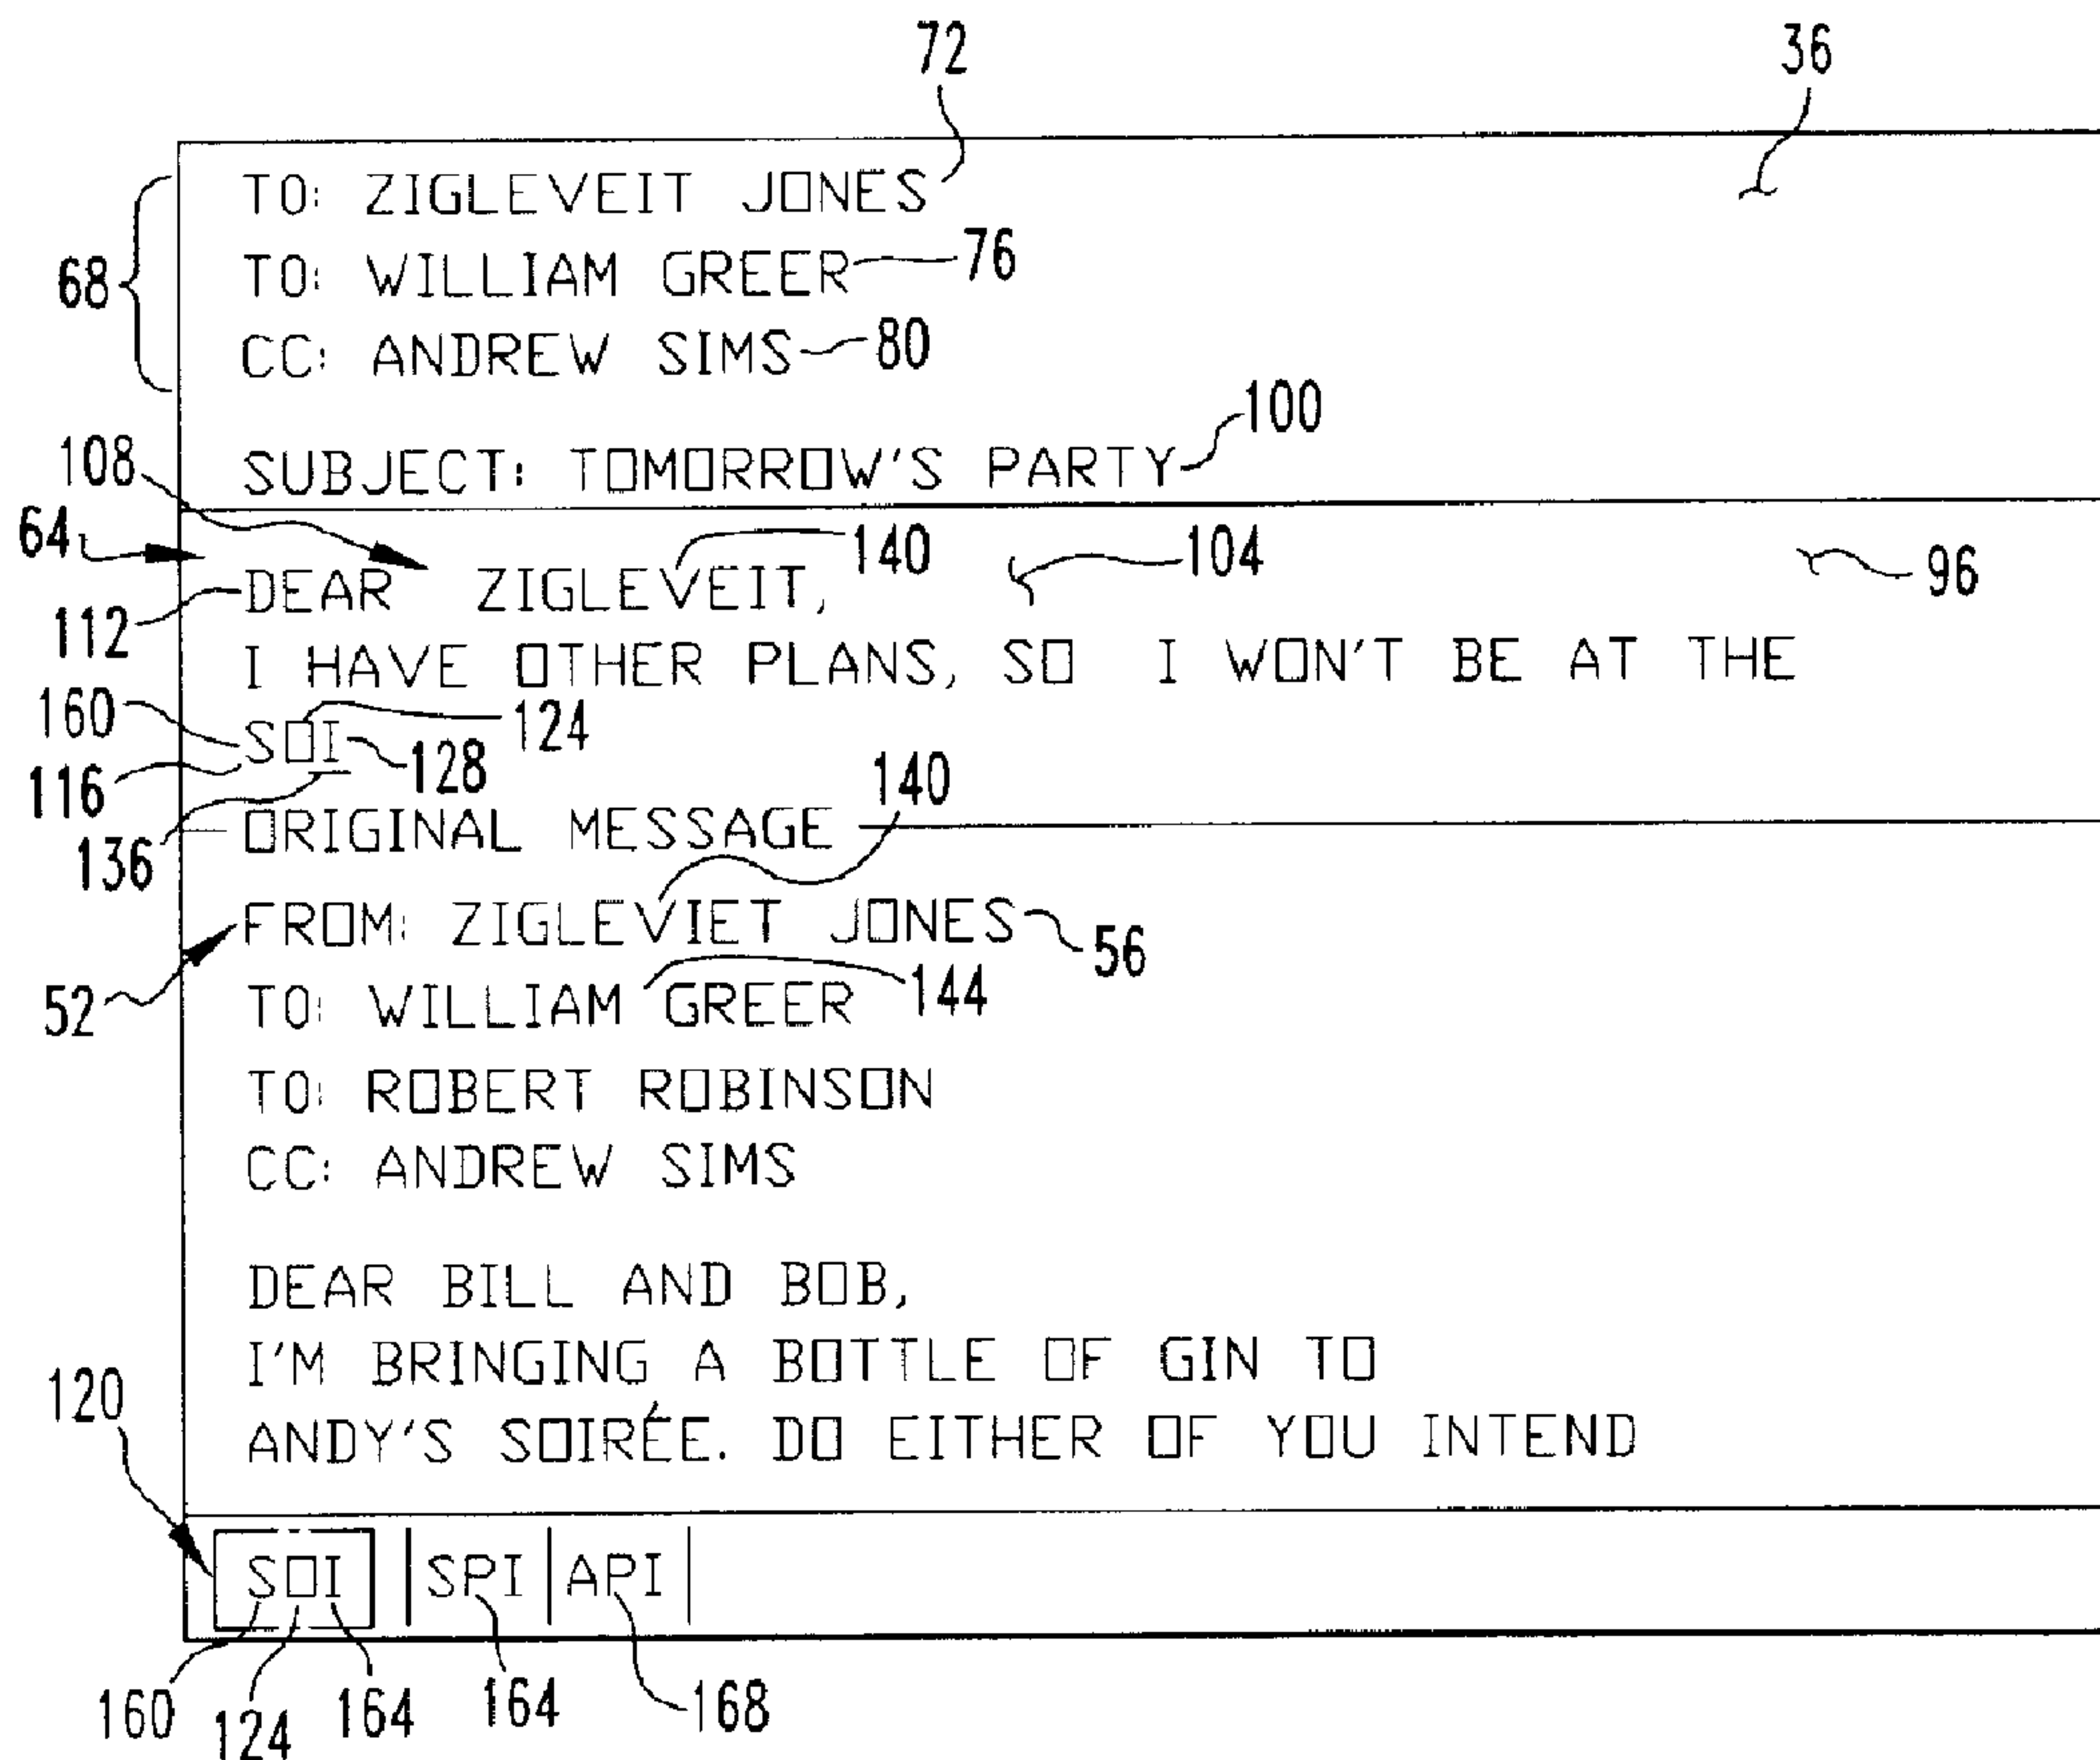 72 36
TO: ZIGLEVEIT JONES
68 TO: WILLIAM GREER 76
CC: ANDREW SIMS 80
100
108 SUBJECT: TOMORROW'S PARTY
64 140 104 96
112 DEAR ZIGLEVEIT,
I HAVE OTHER PLANS, SO I WON'T BE AT THE
160 SOI 124
116 128
136 ORIGINAL MESSAGE 140
FROM: ZIGLEVIET JONES 56
52 TO: WILLIAM GREER 144
TO: ROBERT ROBINSON
CC: ANDREW SIMS
DEAR BILL AND BOB,
I'M BRINGING A BOTTLE OF GIN TO
120 ANDY'S SOIRÉE. DO EITHER OF YOU INTEND
SOI SPI API
160 124 164 164 168